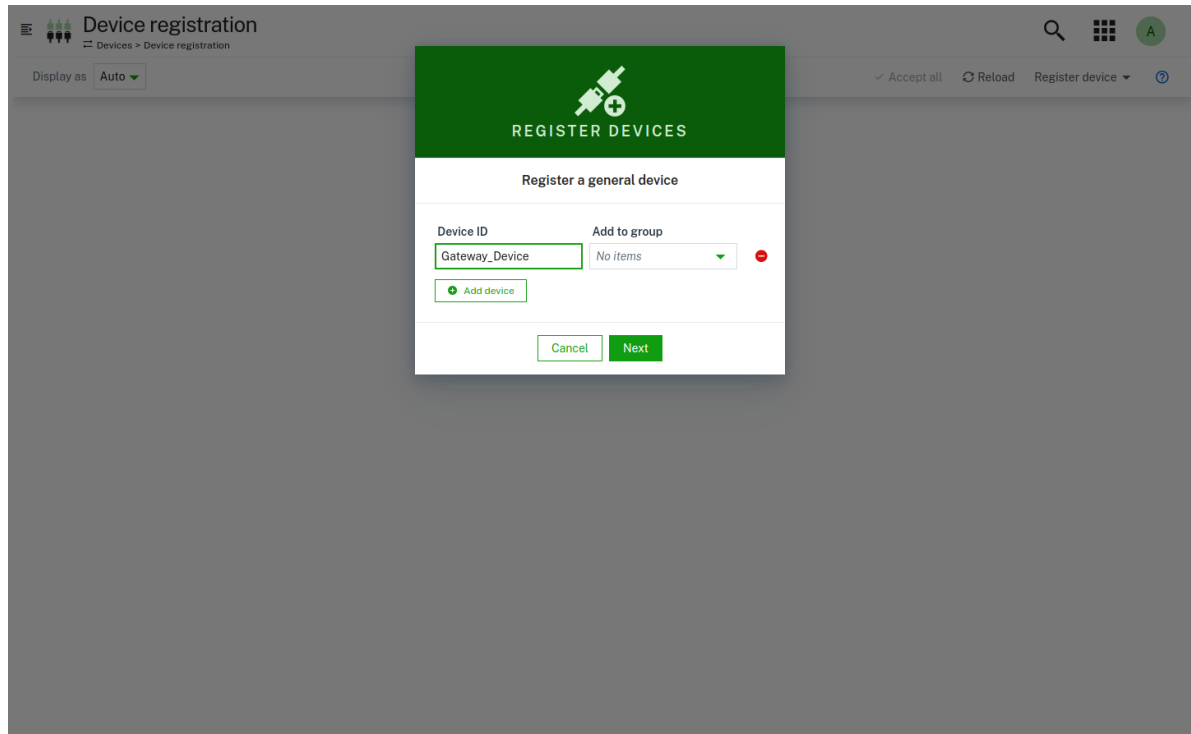 Device registration
Devices > Device registration
A
Display as Auto
Accept all Reload Register device ?
REGISTER DEVICES
Register a general device
Device ID Add to group
Gateway_Device No items
Add device
Cancel Next